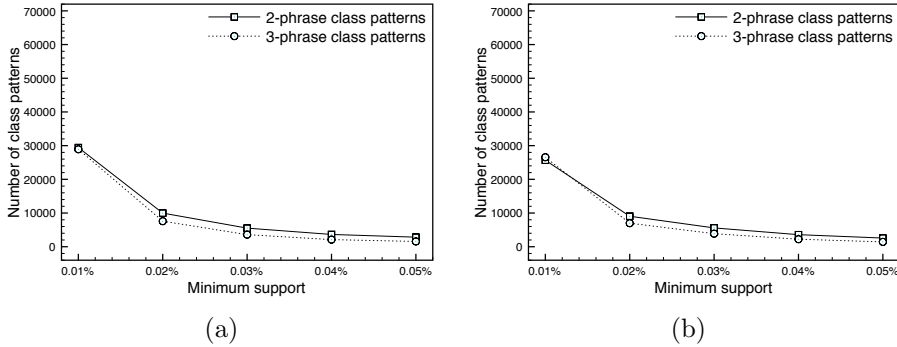 70000
60000
50000
40000
30000
20000
10000
0
Number of class patterns
2-phrase class patterns
3-phrase class patterns
0.01% 0.02% 0.03% 0.04% 0.05%
Minimum support
(a)
70000
60000
50000
40000
30000
20000
10000
0
Number of class patterns
2-phrase class patterns
3-phrase class patterns
0.01% 0.02% 0.03% 0.04% 0.05%
Minimum support
(b)